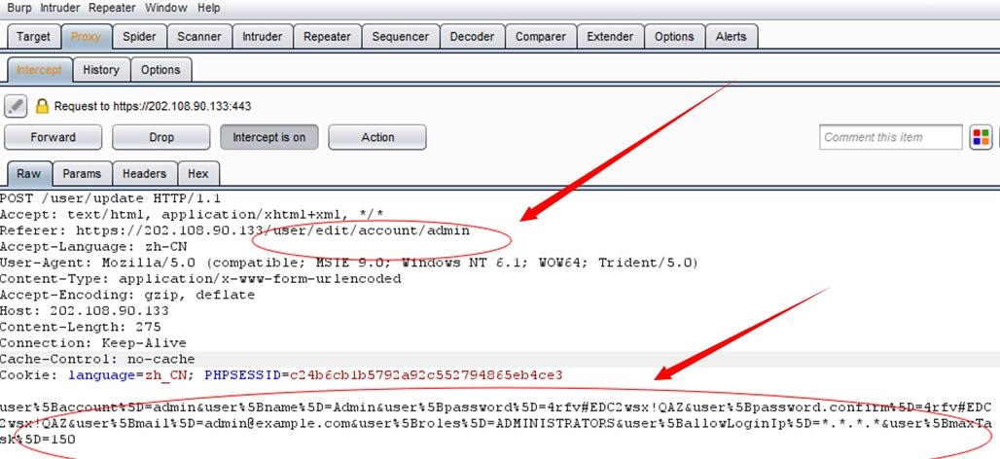 Burp Intruder Repeater Window Help
Target Proxy Spider Scanner Intruder Repeater Sequencer Decoder Comparer Extender Options Alerts
Intercept History Options
Request to https://202.108.90.133:443
Forward Drop Intercept is on Action Comment this item
Raw Params Headers Hex
POST /user/update HTTP/1.1
Accept: text/html, application/xhtml+xml, */*
Referer: https://202.108.90.133/user/edit/account/admin
Accept-Language: zh-CN
User-Agent: Mozilla/5.0 (compatible; MSIE 9.0; Windows NT 6.1; WOW64; Trident/5.0)
Content-Type: application/x-www-form-urlencoded
Accept-Encoding: gzip, deflate
Host: 202.108.90.133
Content-Length: 275
Connection: Keep-Alive
Cache-Control: no-cache
Cookie: language=zh_CN; PHPSESSID=c24b6cb1b5792a92c552794865eb4ce3
user%5Baccount%5D=admin&user%5Bname%5D=Admin&user%5Bpassword%5D=4rfv#EDC2wsx!QAZ&user%5Bpassword.confirm%5D=4rfv#EDC
2wsx!QAZ&user%5Bmail%5D=admin@example.com&user%5Broles%5D=ADMINISTRATORS&user%5BallowLoginIp%5D=*.*.*.*&user%5BmaxTa
sk%5D=150